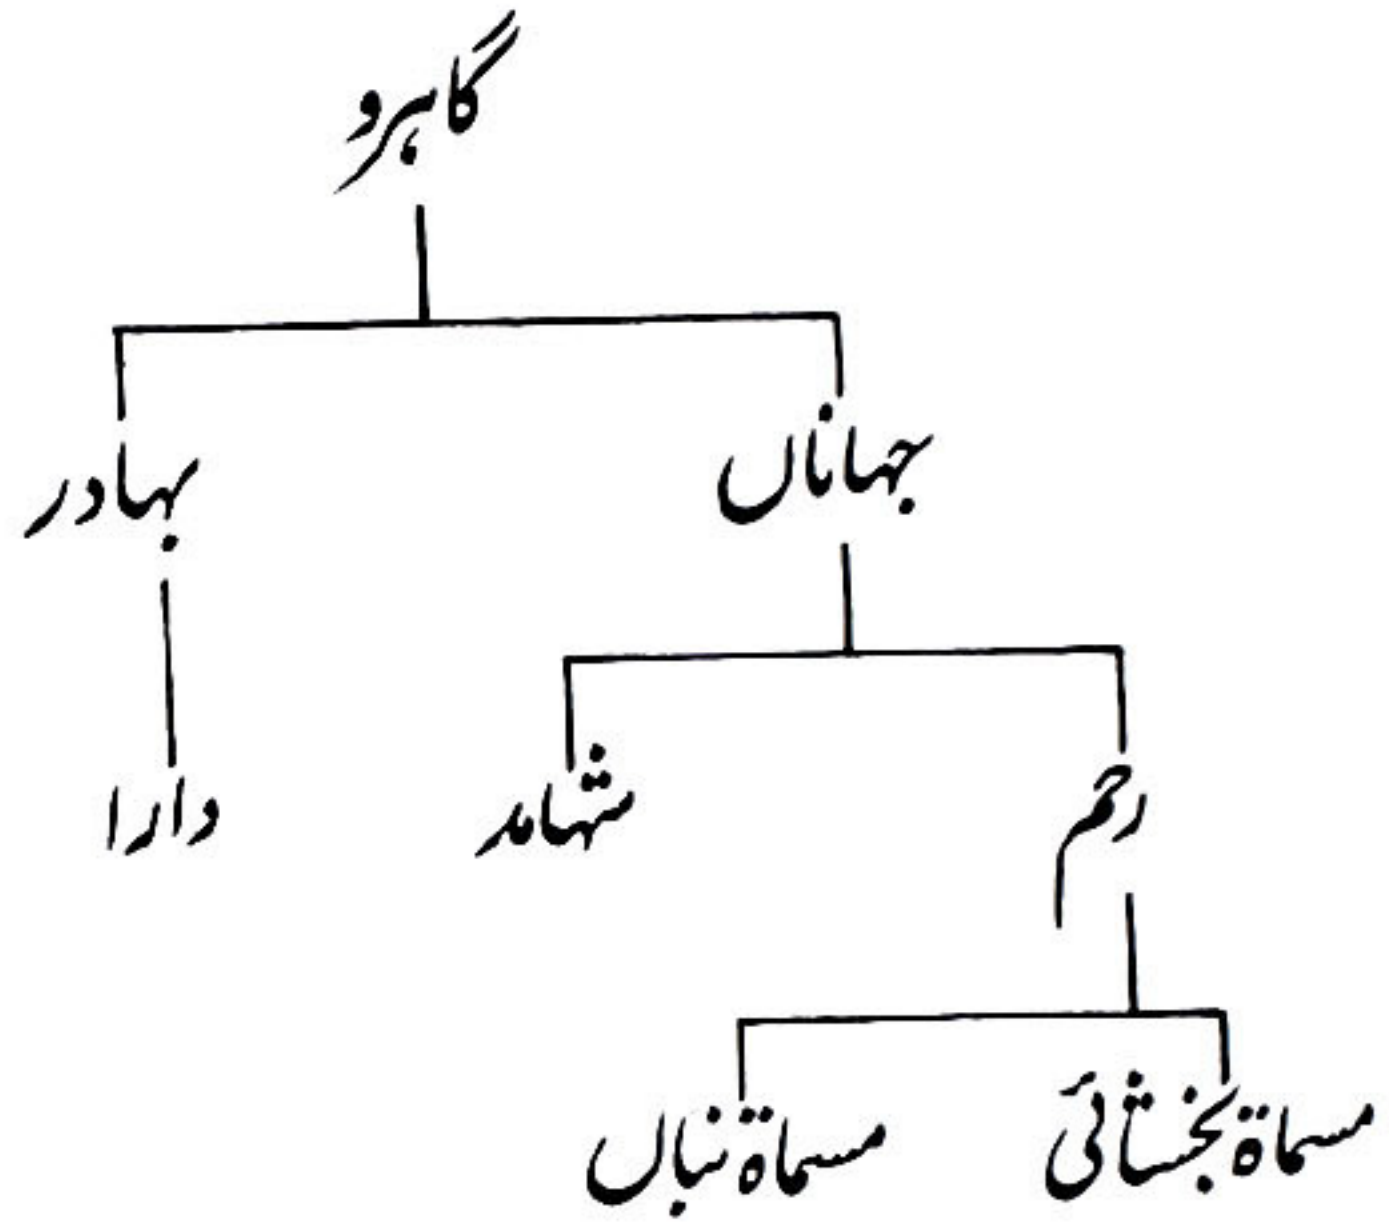 گاہرو
جہاناں بہادر
رحم شہامد دارا
مسماۃ بخشائی مسماۃ نباں